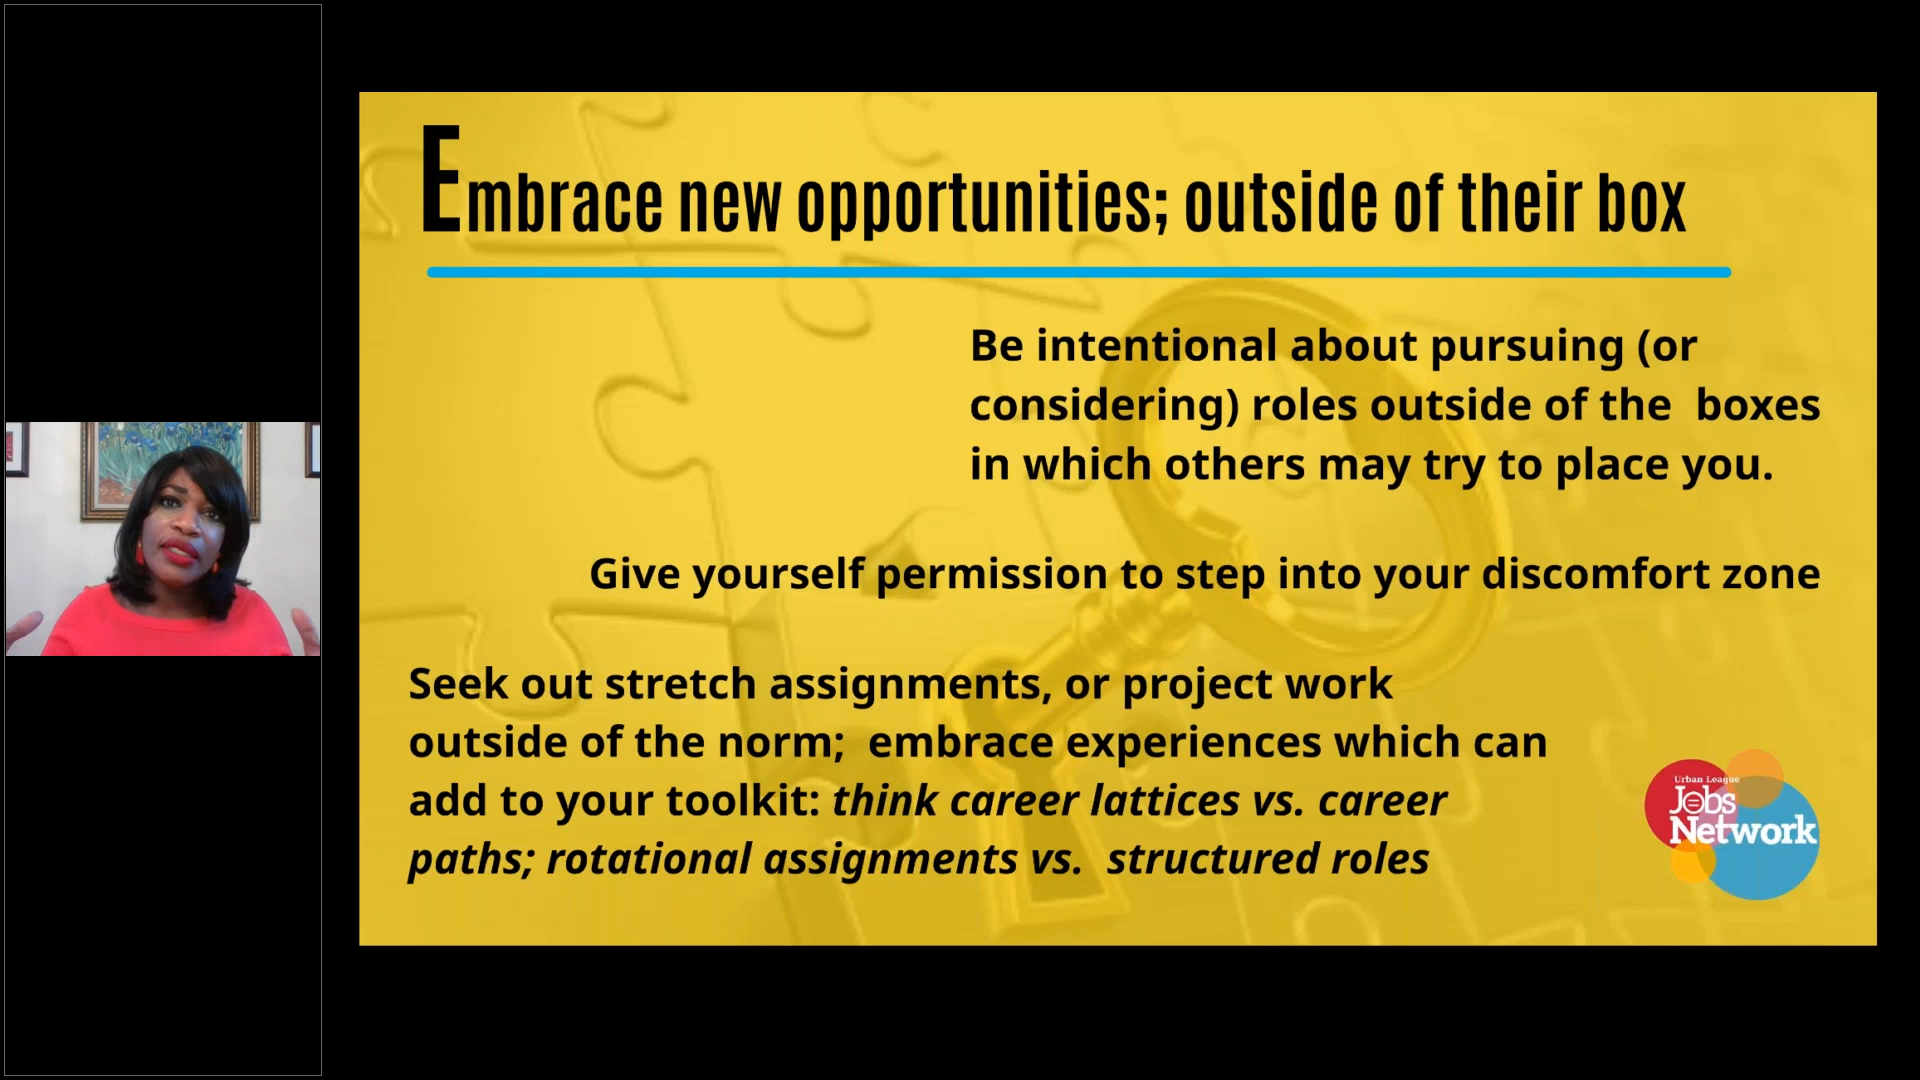 Embrace new opportunities; outside of their box
Be intentional about pursuing (or
considering) roles outside of the  boxes
in which others may try to place you.
Give yourself permission to step into your discomfort zone
Seek out stretch assignments, or project work
outside of the norm;  embrace experiences which can
add to your toolkit: think career lattices vs. career
paths; rotational assignments vs.  structured roles
Urban League
Jobs
Network